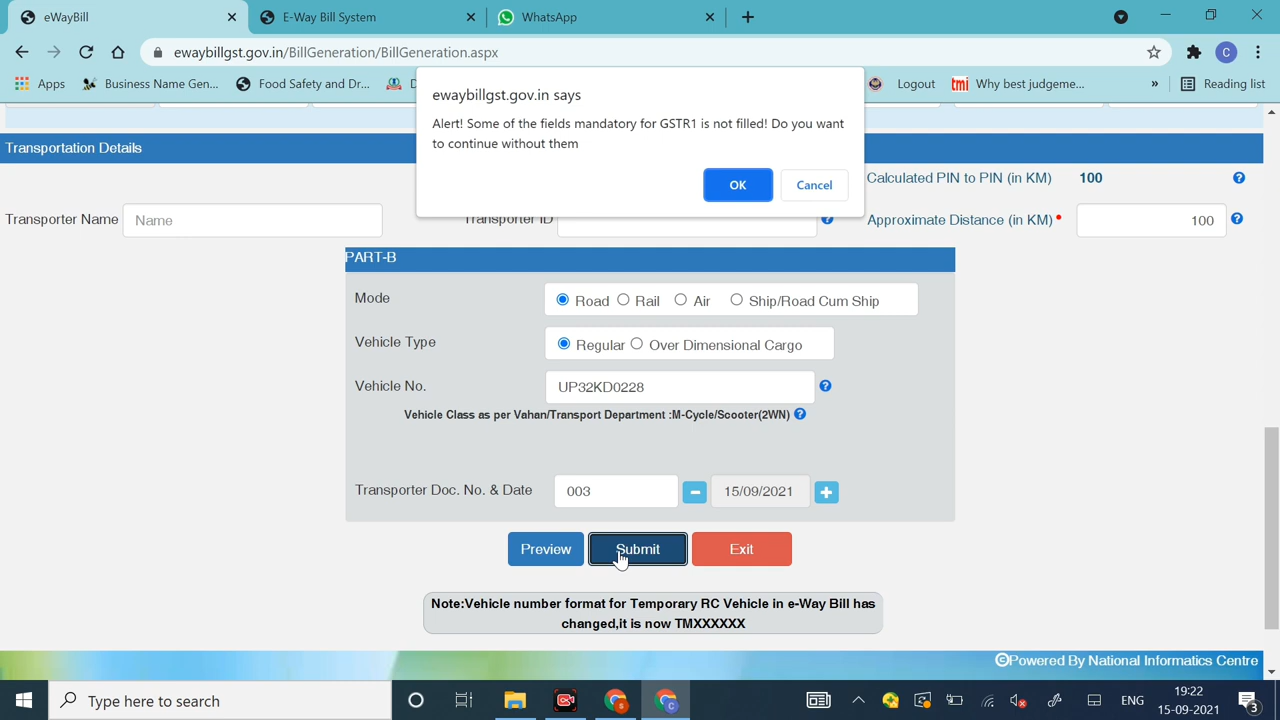 eWayBill
E-Way Bill System
WhatsApp
ewaybillgst.gov.in/BillGeneration/BillGeneration.aspx
C
Apps
Business Name Gen...
Food Safety and Dr...
Logout
tmi Why best judgeme...
»
Reading list
ewaybillgst.gov.in says
Alert! Some of the fields mandatory for GSTR1 is not filled! Do you want
to continue without them
OK
Cancel
Transportation Details
Calculated PIN to PIN (in KM) 100
Transporter Name
Name
Transporter ID
Approximate Distance (in KM)
100
PART-B
Mode
Road
Rail
Air
Ship/Road Cum Ship
Vehicle Type
Regular
Over Dimensional Cargo
Vehicle No.
UP32KD0228
Vehicle Class as per Vahan/Transport Department :M-Cycle/Scooter(2WN)
Transporter Doc. No. & Date
003
15/09/2021
Preview
Submit
Exit
Note:Vehicle number format for Temporary RC Vehicle in e-Way Bill has
changed,it is now TMXXXXXX
©Powered By National Informatics Centre
Type here to search
ENG
19:22
15-09-2021
3